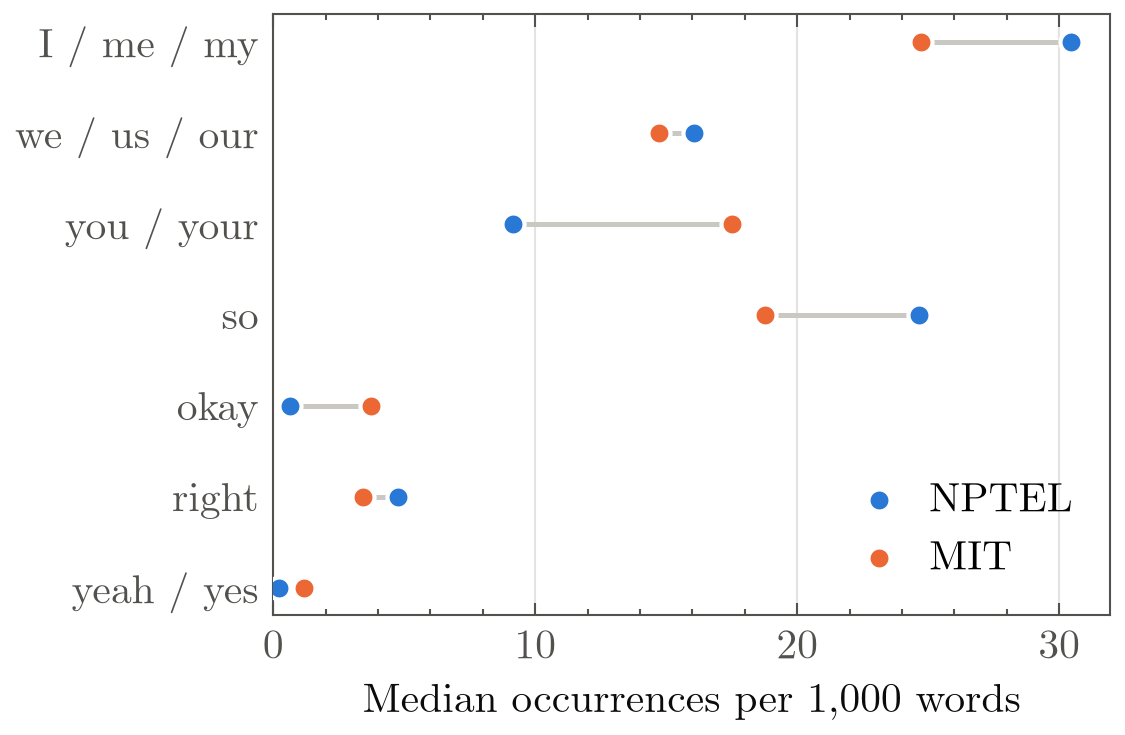 I / me / my
we / us / our
you / your
so
okay
right
yeah / yes
NPTEL
MIT
0 10 20 30
Median occurrences per 1,000 words